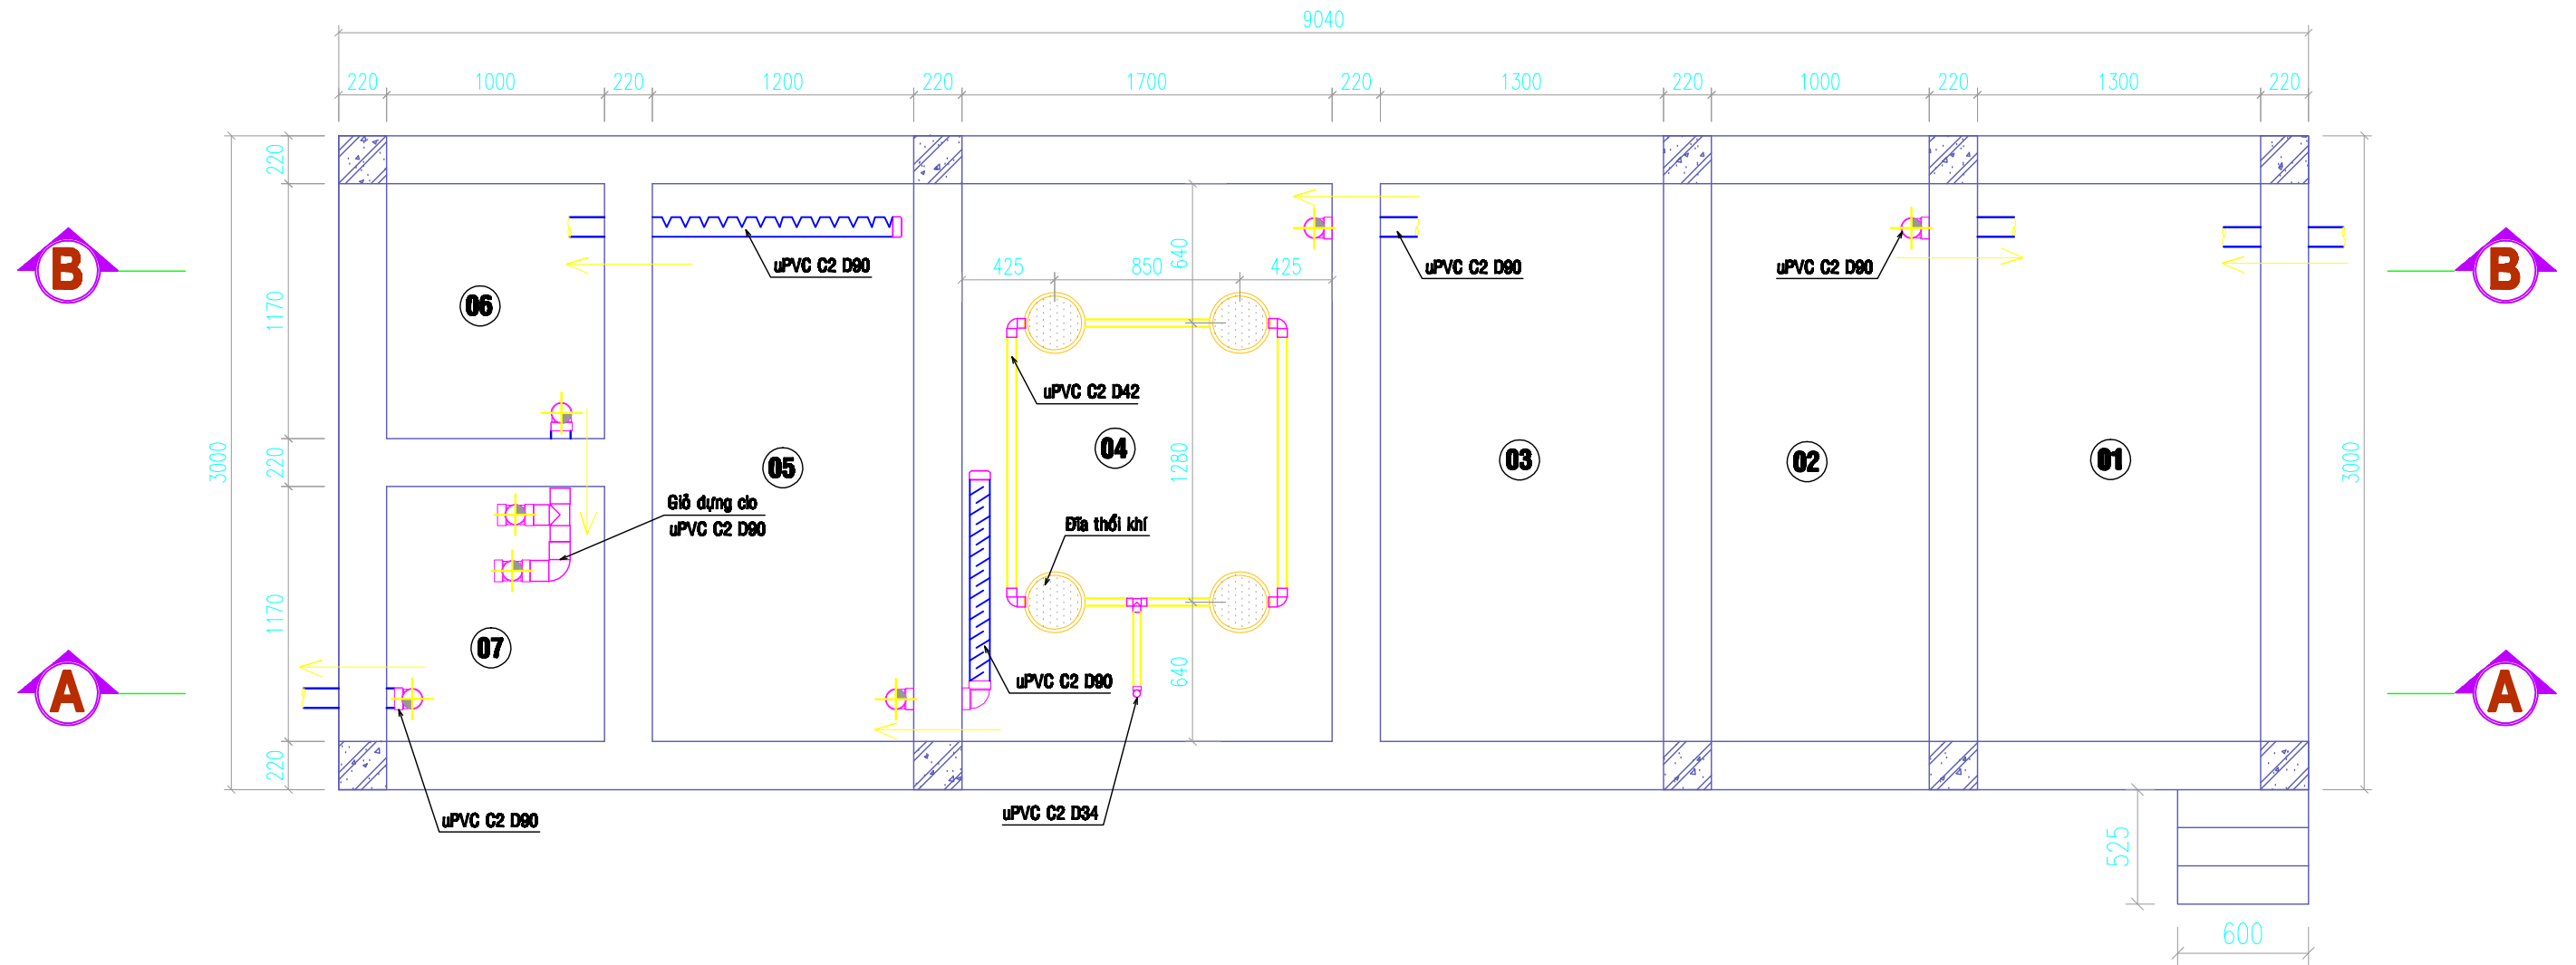 9040
220 1000 220 1200 220 1700 220 1300 220 1000 220 1300 220
220
1170
220
1170
220
3000
3000
B
B
A
A
uPVC C2 D90
uPVC C2 D90
uPVC C2 D90
425 850 425
640
1280
640
06
05
04
03
02
01
07
uPVC C2 D42
Giỏ đựng clo
uPVC C2 D90
Đĩa thổi khí
uPVC C2 D90
uPVC C2 D90
uPVC C2 D34
525
600